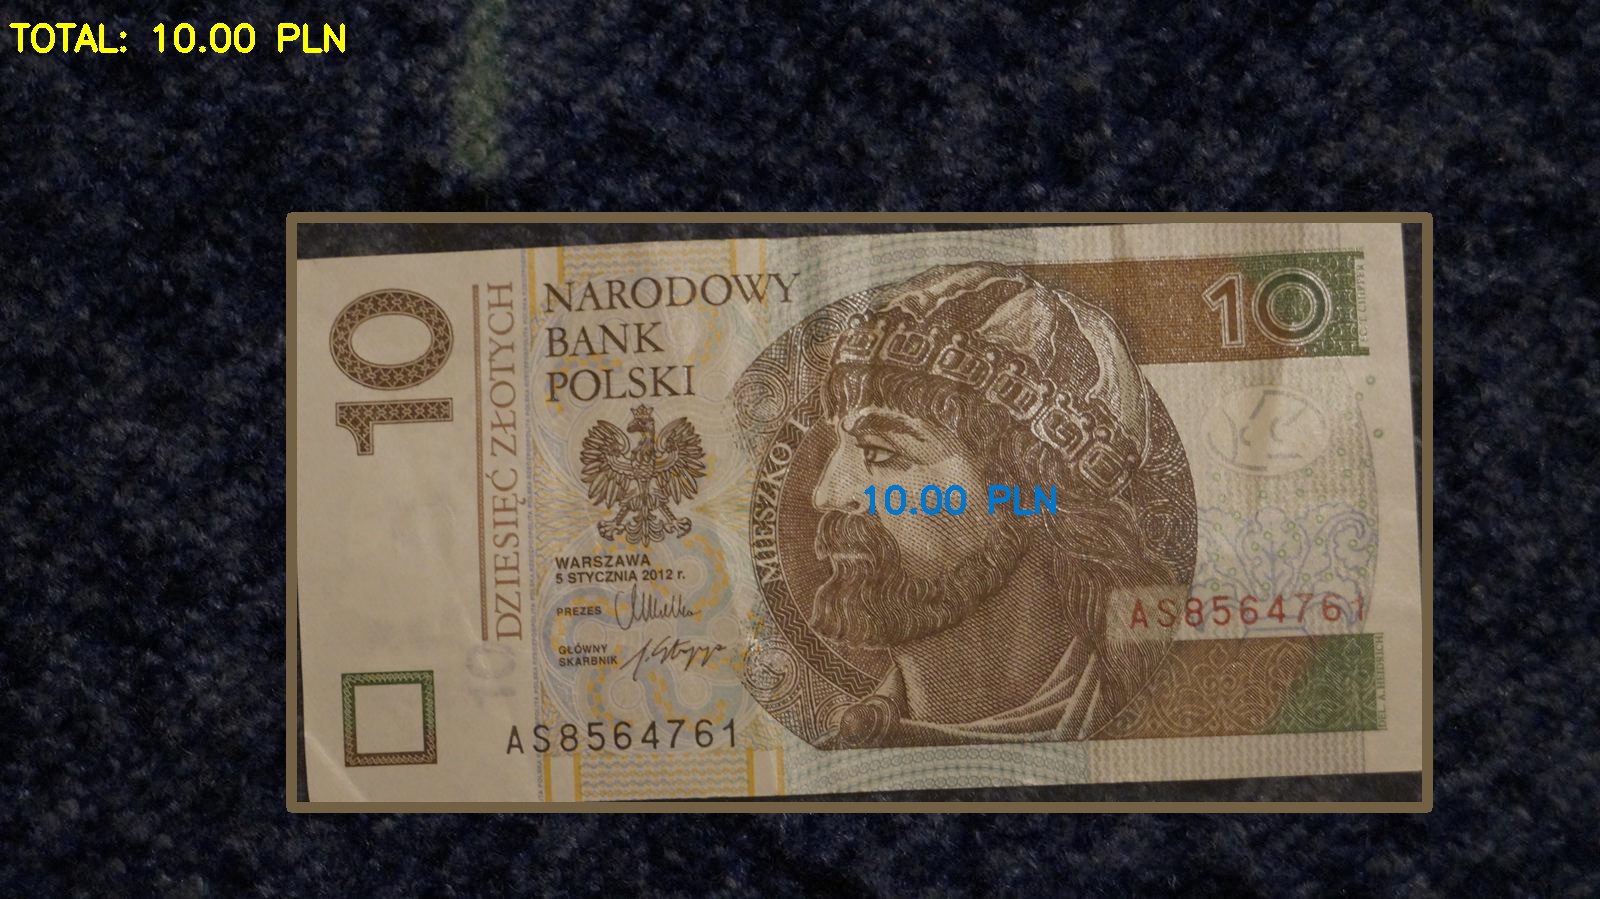 TOTAL: 10.00 PLN
10
DZIESIĘĆ ZŁOTYCH
NARODOWY
BANK
POLSKI
10
MIESZKO I
10.00 PLN
WARSZAWA
5 STYCZNIA 2012 r.
PREZES
GŁÓWNY
SKARBNIK
AS8564761
AS8564761